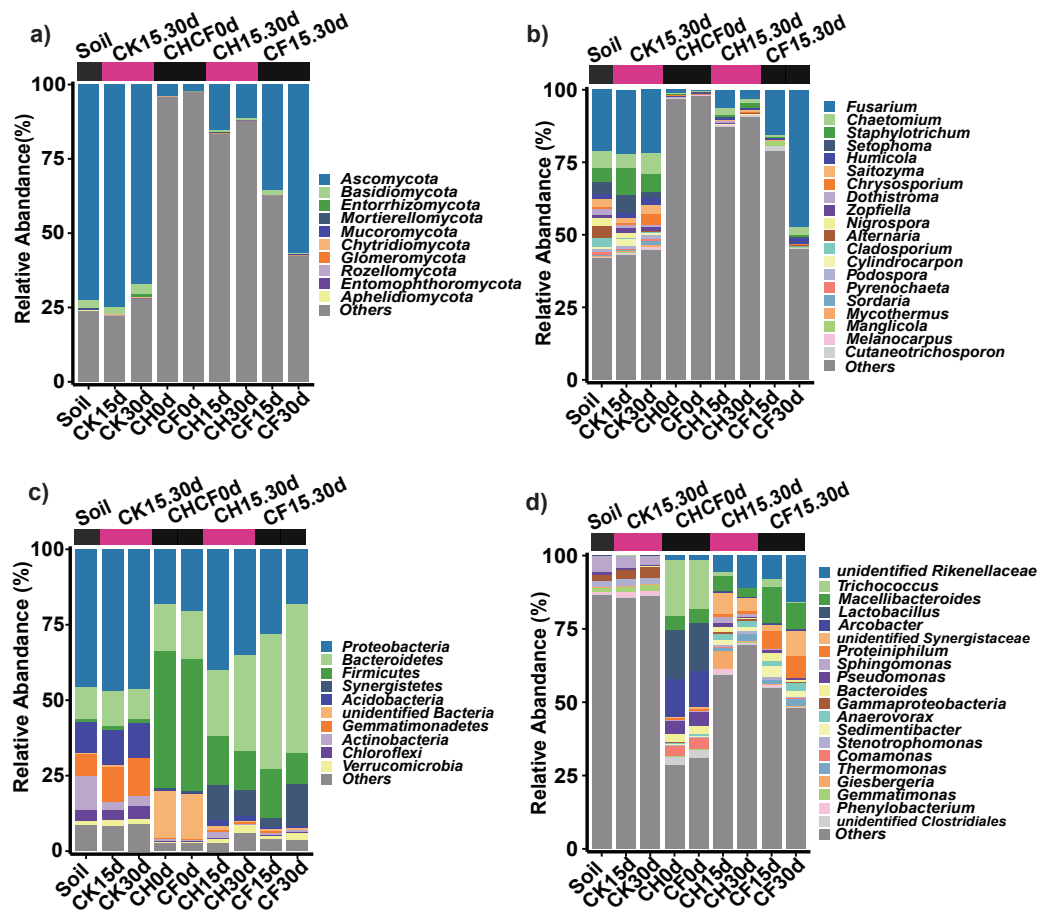 a)
Soil
CK15.30d
CHCF0d
CH15.30d
CF15.30d
Relative Abundance(%)
100
75
50
25
0
Soil
CK15d
CK30d
CH0d
CF0d
CH15d
CH30d
CF15d
CF30d
Ascomycota
Basidiomycota
Entorrhizomycota
Mortierellomycota
Mucoromycota
Chytridiomycota
Glomeromycota
Rozellomycota
Entomophthoromycota
Aphelidiomycota
Others
b)
Soil
CK15.30d
CHCF0d
CH15.30d
CF15.30d
Relative Abundance (%)
100
75
50
25
0
Soil
CK15d
CK30d
CH0d
CF0d
CH15d
CH30d
CF15d
CF30d
Fusarium
Chaetomium
Staphylotrichum
Setophoma
Humicola
Saitozyma
Chrysosporium
Dothistroma
Zopfiella
Nigrospora
Alternaria
Cladosporium
Cylindrocarpon
Podospora
Pyrenochaeta
Sordaria
Mycothermus
Manglicola
Melanocarpus
Cutaneotrichosporon
Others
c)
Soil
CK15.30d
CHCF0d
CH15.30d
CF15.30d
Relative Abundance (%)
100
75
50
25
0
Soil
CK15d
CK30d
CH0d
CF0d
CH15d
CH30d
CF15d
CF30d
Proteobacteria
Bacteroidetes
Firmicutes
Synergistetes
Acidobacteria
unidentified Bacteria
Gemmatimonadetes
Actinobacteria
Chloroflexi
Verrucomicrobia
Others
d)
Soil
CK15.30d
CHCF0d
CH15.30d
CF15.30d
Relative Abundance (%)
100
75
50
25
0
Soil
CK15d
CK30d
CH0d
CF0d
CH15d
CH30d
CF15d
CF30d
unidentified Rikenellaceae
Trichococcus
Macellibacteroides
Lactobacillus
Arcobacter
unidentified Synergistaceae
Proteiniphilum
Sphingomonas
Pseudomonas
Bacteroides
Gammaproteobacteria
Anaerovorax
Sedimentibacter
Stenotrophomonas
Comamonas
Thermomonas
Giesbergeria
Gemmatimonas
Phenylobacterium
unidentified Clostridiales
Others